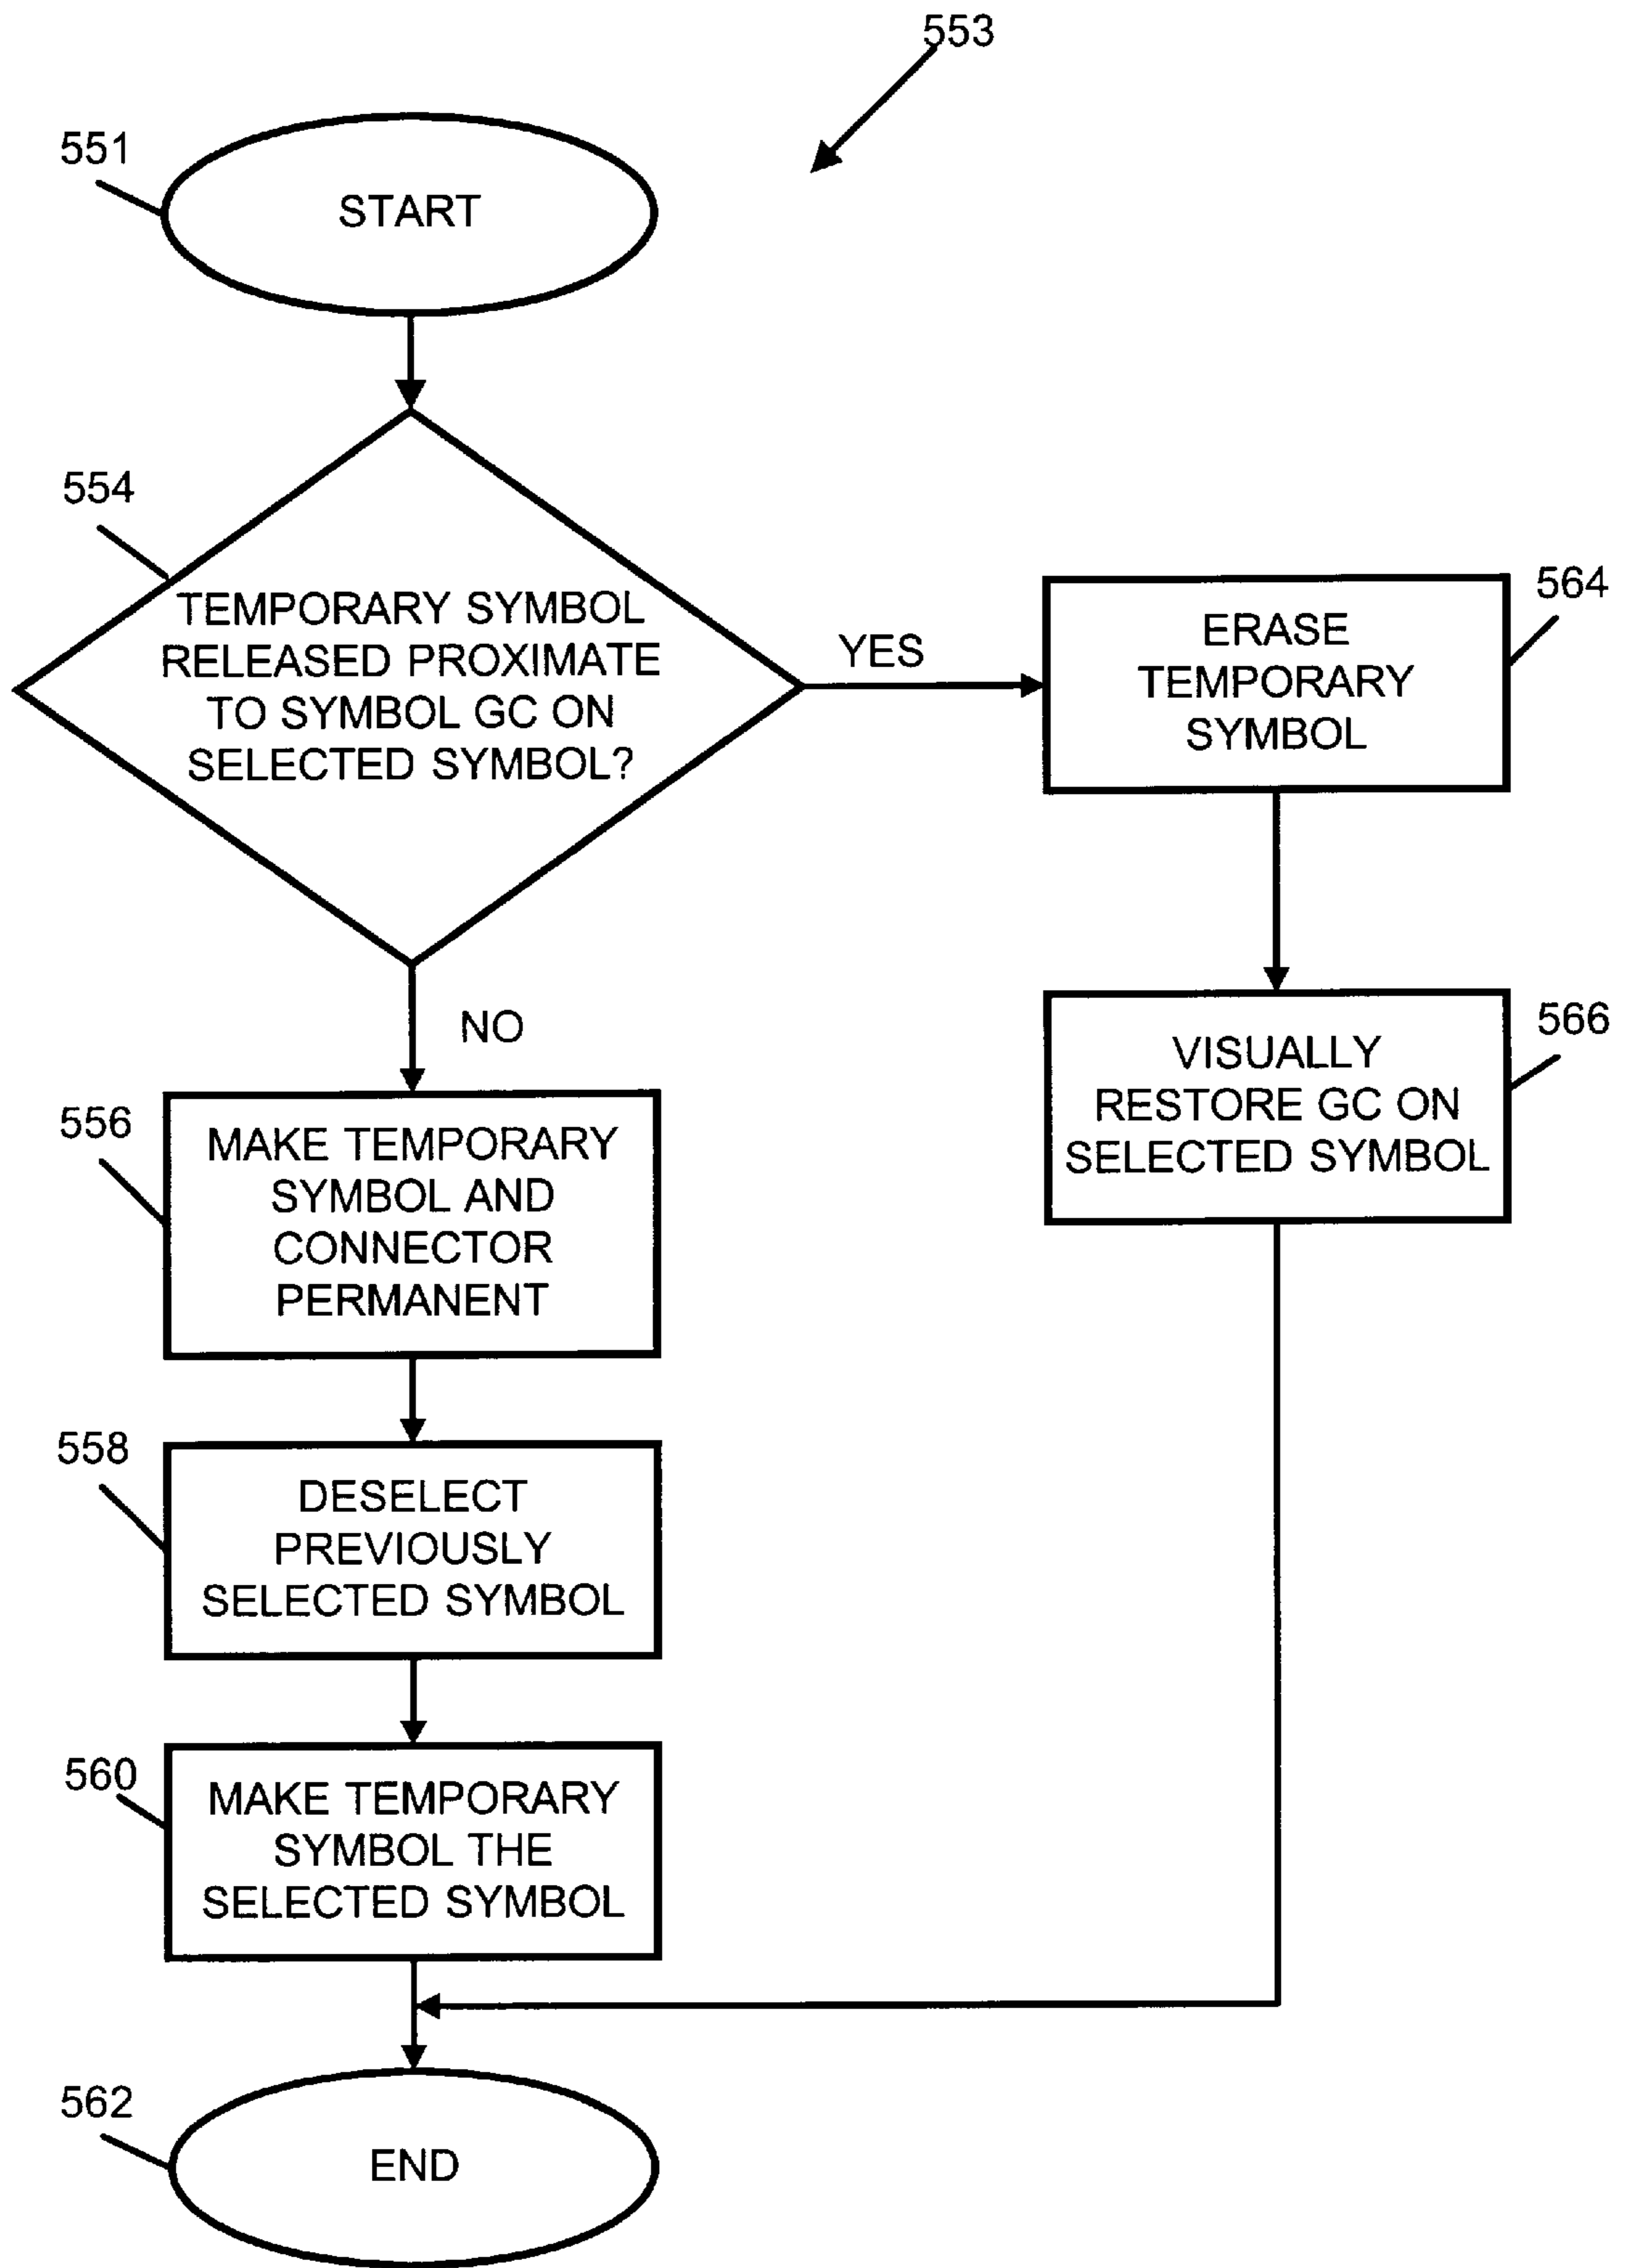 553
551
START
554
TEMPORARY SYMBOL
RELEASED PROXIMATE
TO SYMBOL GC ON
SELECTED SYMBOL?
YES
564
ERASE
TEMPORARY
SYMBOL
566
VISUALLY
RESTORE GC ON
SELECTED SYMBOL
NO
556
MAKE TEMPORARY
SYMBOL AND
CONNECTOR
PERMANENT
558
DESELECT
PREVIOUSLY
SELECTED SYMBOL
560
MAKE TEMPORARY
SYMBOL THE
SELECTED SYMBOL
562
END